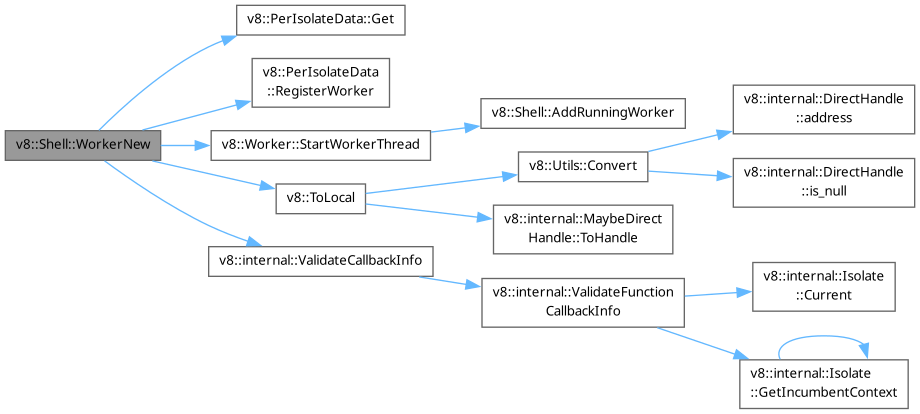 v8::Shell::WorkerNew
v8::PerIsolateData::Get
v8::PerIsolateData
::RegisterWorker
v8::Worker::StartWorkerThread
v8::Shell::AddRunningWorker
v8::ToLocal
v8::Utils::Convert
v8::internal::DirectHandle
::address
v8::internal::DirectHandle
::is_null
v8::internal::MaybeDirect
Handle::ToHandle
v8::internal::ValidateCallbackInfo
v8::internal::ValidateFunction
CallbackInfo
v8::internal::Isolate
::Current
v8::internal::Isolate
::GetIncumbentContext